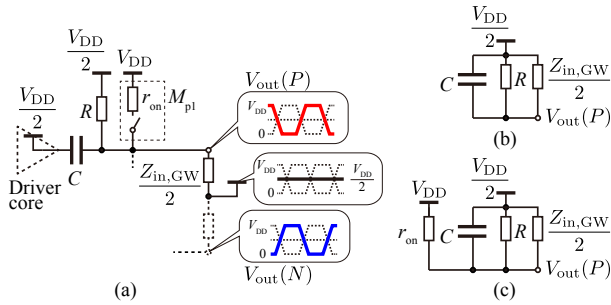 V_DD/2
V_DD
V_DD/2
R
r_on
M_p1
C
Driver
core
V_out(P)
V_DD
0
Z_in,GW/2
V_DD
0
V_DD/2
V_DD
0
V_out(N)
(a)
V_DD/2
C
R
Z_in,GW/2
V_out(P)
(b)
V_DD
r_on
V_DD/2
C
R
Z_in,GW/2
V_out(P)
(c)